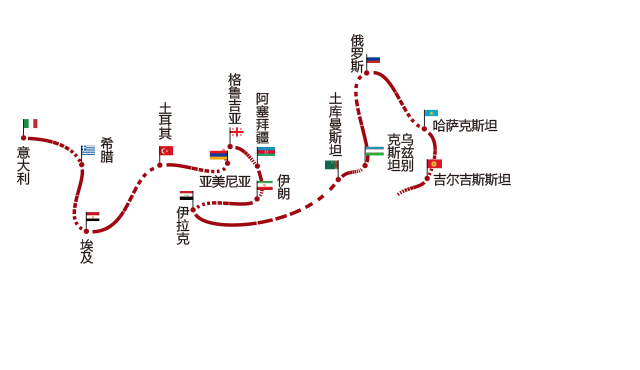 意大利
希腊
埃及
土耳其
亚美尼亚
格鲁吉亚
阿塞拜疆
伊朗
伊拉克
土库曼斯坦
乌兹别
克斯坦
俄罗斯
哈萨克斯坦
吉尔吉斯斯坦